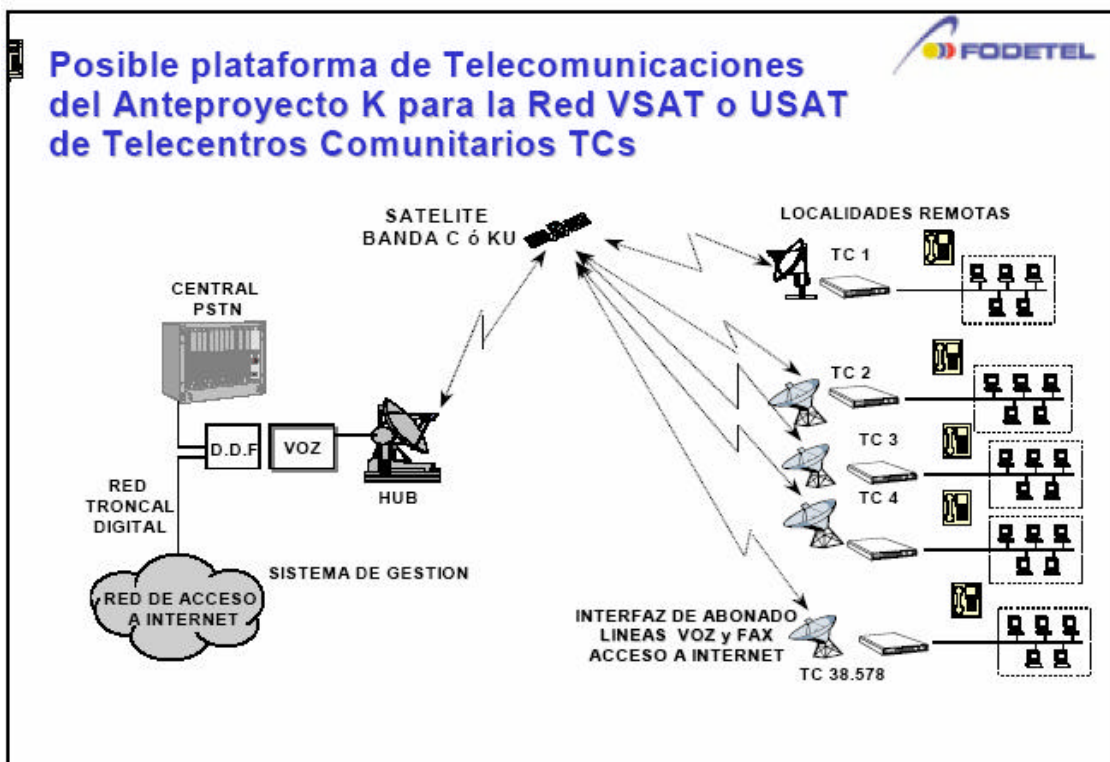 FODETEL
Posible plataforma de Telecomunicaciones
del Anteproyecto K para la Red VSAT o USAT
de Telecentros Comunitarios TCs
SATELITE
BANDA C ó KU
LOCALIDADES REMOTAS
TC 1
CENTRAL
PSTN
TC 2
D.D.F
VOZ
TC 3
HUB
TC 4
RED
TRONCAL
DIGITAL
SISTEMA DE GESTION
RED DE ACCESO
A INTERNET
INTERFAZ DE ABONADO
LINEAS VOZ y FAX
ACCESO A INTERNET
TC 38.578